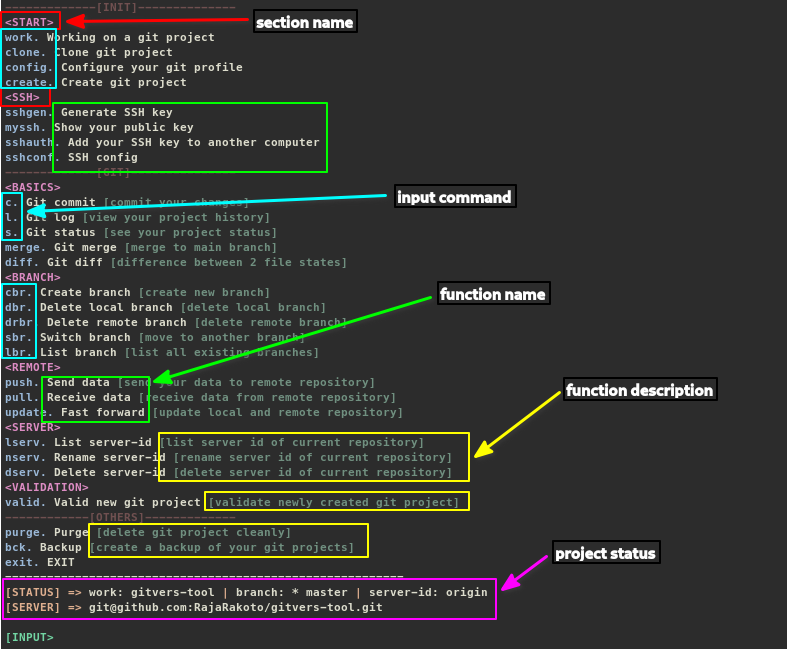 -------------[INIT]--------------
<START>
section name
work. Working on a git project
clone. Clone git project
config. Configure your git profile
create. Create git project
<SSH>
sshgen. Generate SSH key
myssh. Show your public key
sshauth. Add your SSH key to another computer
sshconf. SSH config
-------------[GIT]--------------
<BASICS>
c. Git commit [commit your changes]
input command
l. Git log [view your project history]
s. Git status [see your project status]
merge. Git merge [merge to main branch]
diff. Git diff [difference between 2 file states]
<BRANCH>
cbr. Create branch [create new branch]
function name
dbr. Delete local branch [delete local branch]
drbr. Delete remote branch [delete remote branch]
sbr. Switch branch [move to another branch]
lbr. List branch [list all existing branches]
<REMOTE>
push. Send data [send your data to remote repository]
function description
pull. Receive data [receive data from remote repository]
update. Fast forward [update local and remote repository]
<SERVER>
lserv. List server-id [list server id of current repository]
nserv. Rename server-id [rename server id of current repository]
dserv. Delete server-id [delete server id of current repository]
<VALIDATION>
valid. Valid new git project [validate newly created git project]
------------[OTHERS]-------------
purge. Purge [delete git project cleanly]
bck. Backup [create a backup of your git projects]
project status
exit. EXIT
---------------------------------------------------------
[STATUS] => work: gitvers-tool | branch: * master | server-id: origin
[SERVER] => git@github.com:RajaRakoto/gitvers-tool.git
[INPUT>